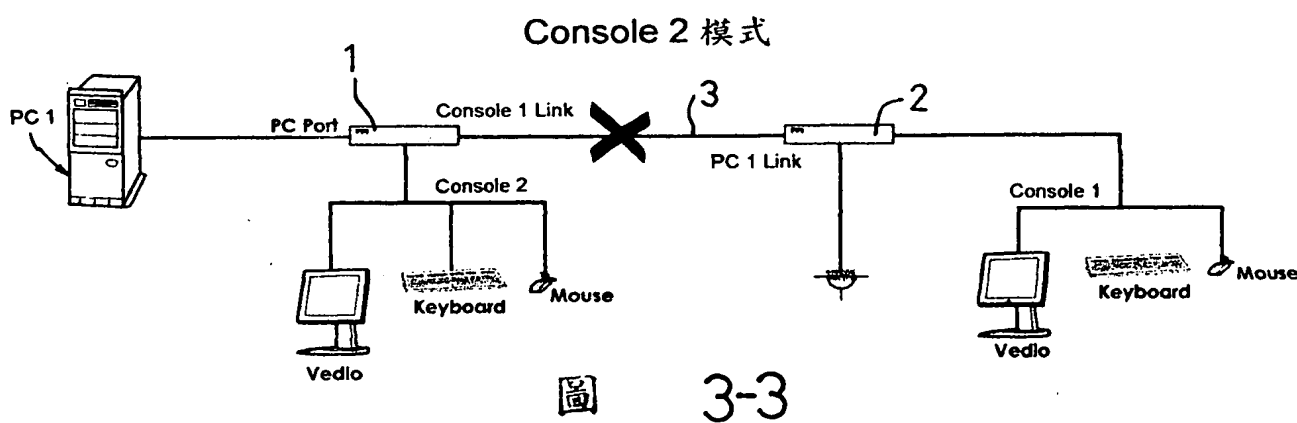 Console 2 模式
1
Console 1 Link
3
2
PC 1
PC Port
PC 1 Link
Console 2
Console 1
Keyboard
Mouse
Vedio
Keyboard
Mouse
Vedio
圖 3-3